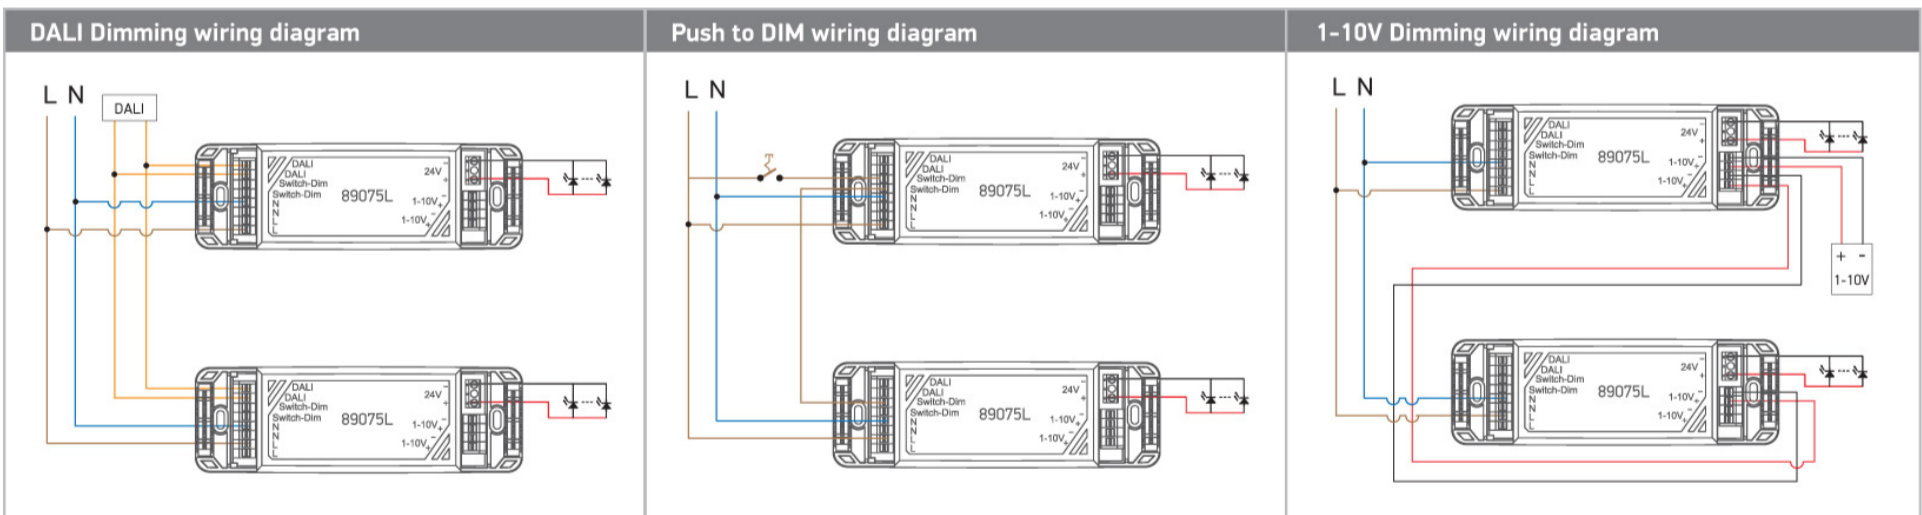 DALI Dimming wiring diagram
L N
DALI
DALI
DALI
Switch-Dim
Switch-Dim
N
N
L
L
89075L
24V - +
1-10V - +
1-10V - +
DALI
DALI
Switch-Dim
Switch-Dim
N
N
L
L
89075L
24V - +
1-10V - +
1-10V - +
Push to DIM wiring diagram
L N
DALI
DALI
Switch-Dim
Switch-Dim
N
N
L
L
89075L
24V - +
1-10V - +
1-10V - +
DALI
DALI
Switch-Dim
Switch-Dim
N
N
L
L
89075L
24V - +
1-10V - +
1-10V - +
1-10V Dimming wiring diagram
L N
DALI
DALI
Switch-Dim
Switch-Dim
N
N
L
L
89075L
24V - +
1-10V - +
1-10V - +
+ -
1-10V
DALI
DALI
Switch-Dim
Switch-Dim
N
N
L
L
89075L
24V - +
1-10V - +
1-10V - +